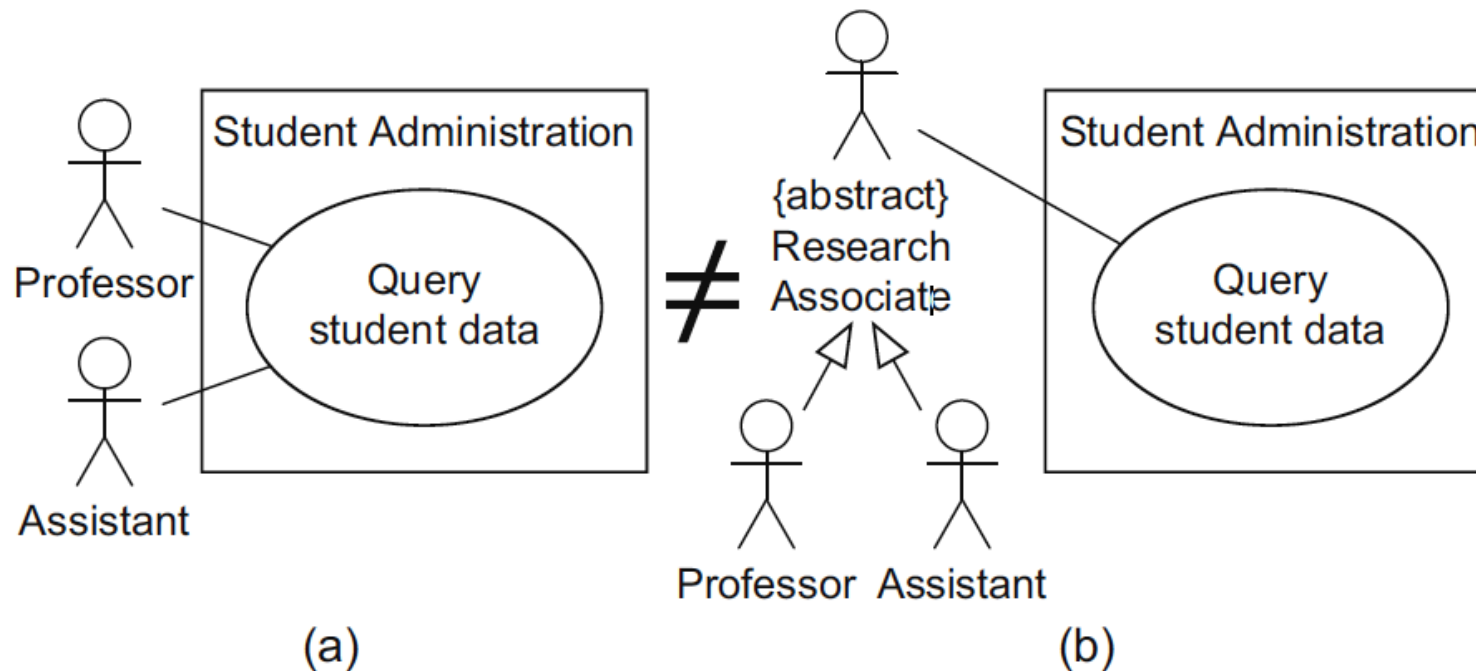 Student Administration
Professor
Query
student data
Assistant
(a)
≠
{abstract}
Research
Associate
Professor
Assistant
Student Administration
Query
student data
(b)